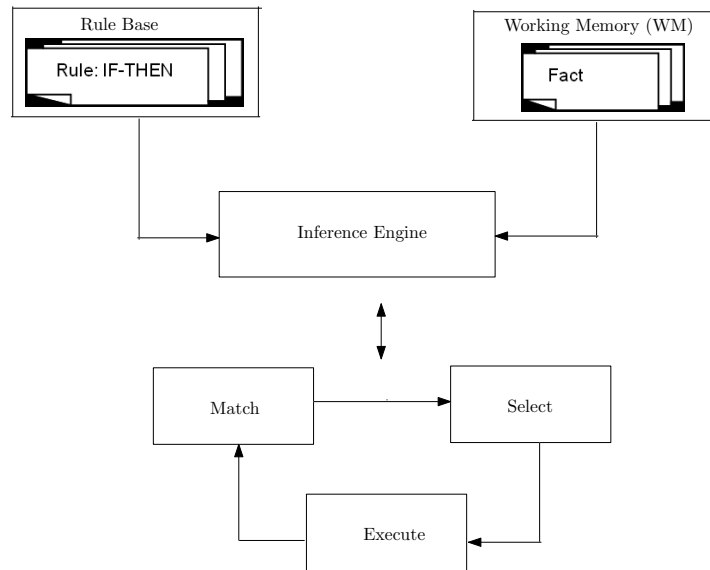 Rule Base
Working Memory (WM)
Rule: IF-THEN
Fact
Inference Engine
Match
Select
Execute